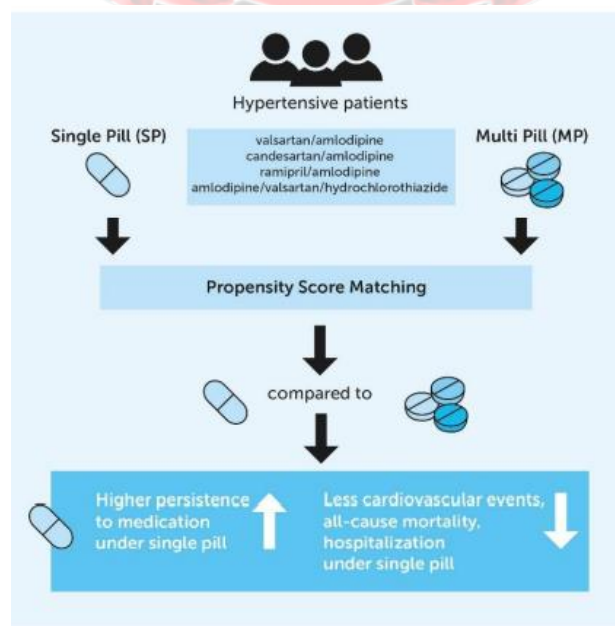 Hypertensive patients
Single Pill (SP)
valsartan/amlodipine
candesartan/amlodipine
ramipril/amlodipine
amlodipine/valsartan/hydrochlorothiazide
Multi Pill (MP)
Propensity Score Matching
compared to
Higher persistence
to medication
under single pill
Less cardiovascular events,
all-cause mortality,
hospitalization
under single pill